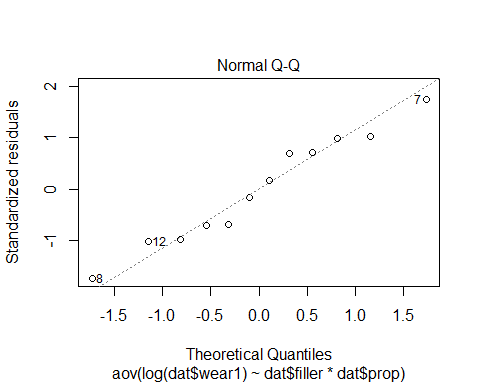 Normal Q-Q
Standardized residuals
2
1
0
-1
7
12
8
-1.5 -1.0 -0.5 0.0 0.5 1.0 1.5
Theoretical Quantiles
aov(log(dat$wear1) ~ dat$filler * dat$prop)